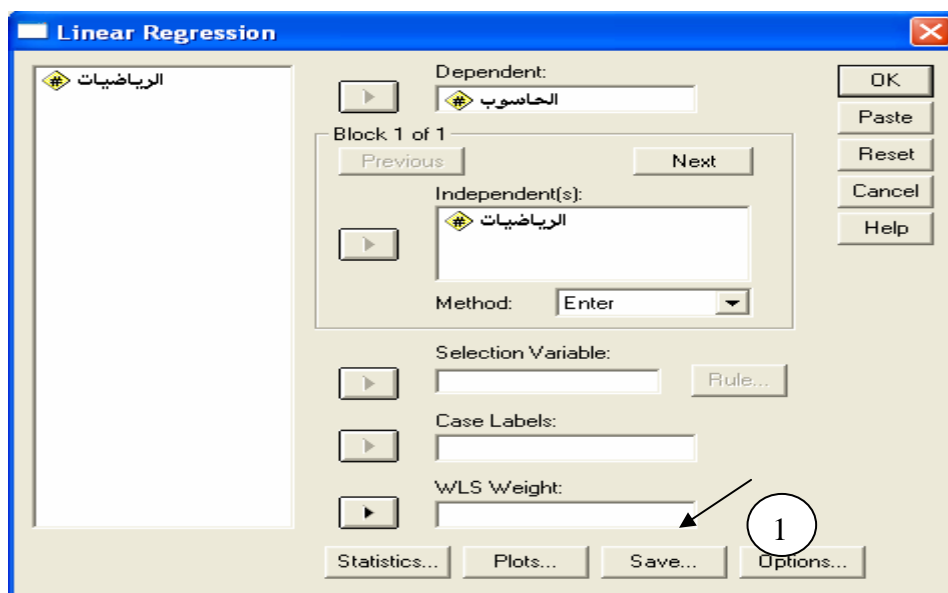 Linear Regression
الرياضيات
Dependent:
الحاسوب
OK
Paste
Reset
Cancel
Help
Block 1 of 1
Previous
Next
Independent(s):
الرياضيات
Method:
Enter
Selection Variable:
Rule...
Case Labels:
WLS Weight:
1
Statistics...
Plots...
Save...
Options...